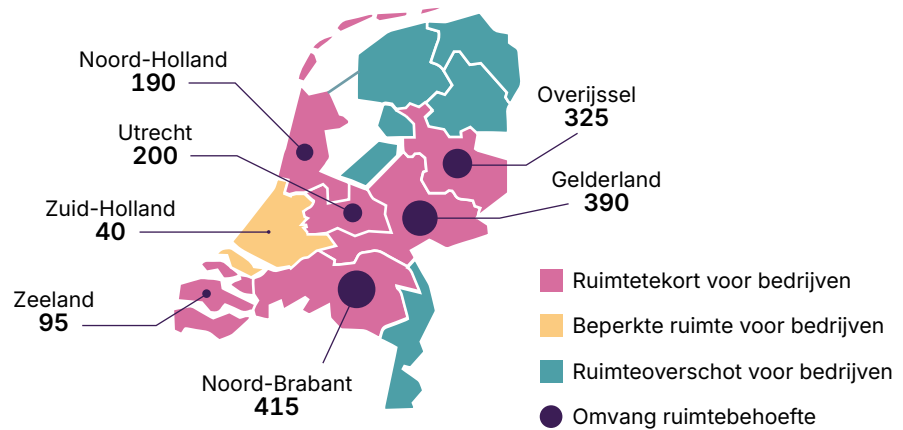 Noord-Holland
190
Utrecht
200
Zuid-Holland
40
Zeeland
95
Noord-Brabant
415
Overijssel
325
Gelderland
390
Ruimtetekort voor bedrijven
Beperkte ruimte voor bedrijven
Ruimteoverschot voor bedrijven
Omvang ruimtebehoefte